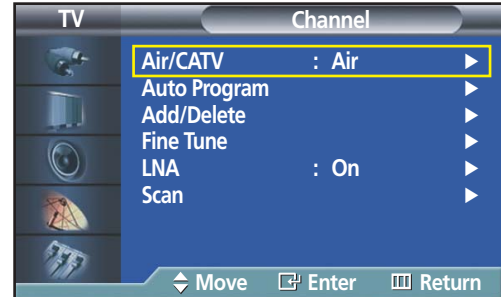 TV Channel
Air/CATV : Air
Auto Program
Add/Delete
Fine Tune
LNA : On
Scan
Move Enter Return